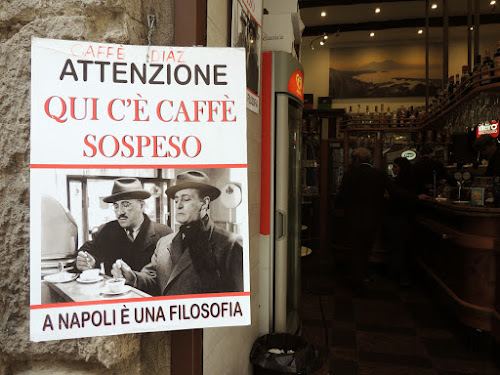 CAFFÈ DIAZ
ATTENZIONE
QUI C'È CAFFÈ
SOSPESO
A NAPOLI È UNA FILOSOFIA